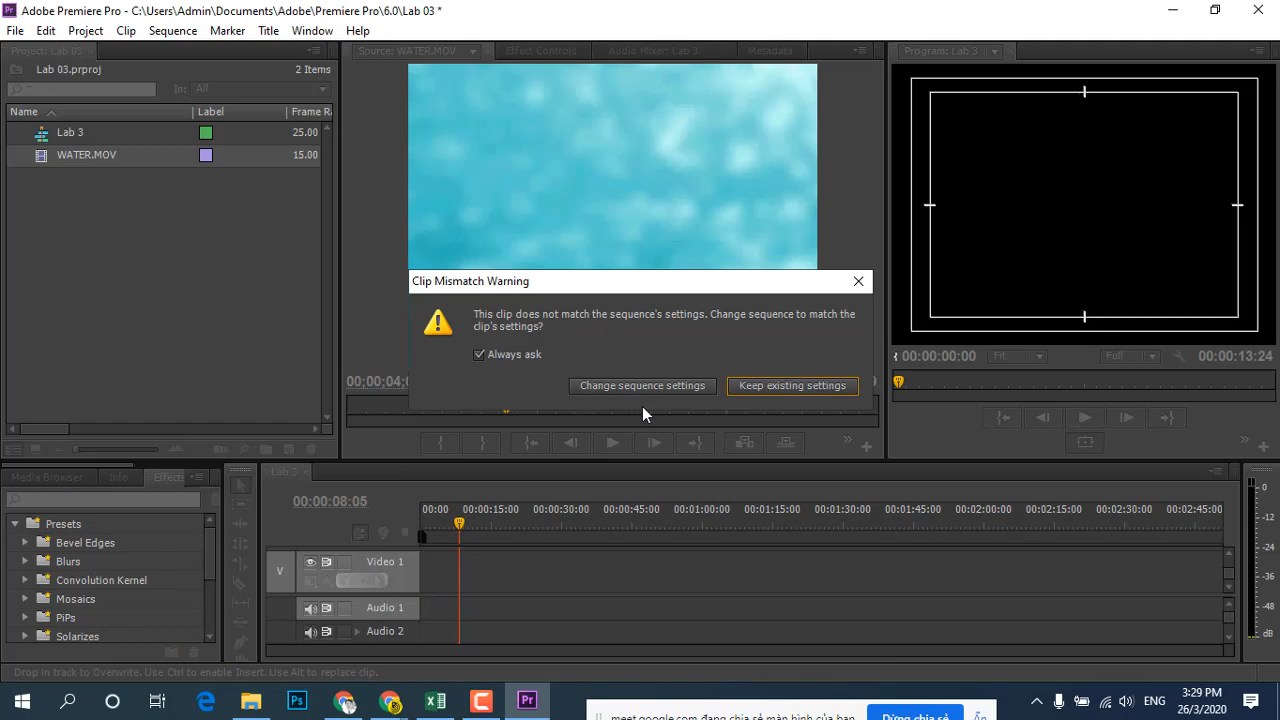 Adobe Premiere Pro - C:\Users\Admin\Documents\Adobe\Premiere Pro\6.0\Lab 03 *
File Edit Project Clip Sequence Marker Title Window Help
Project: Lab 03
Source: WATER.MOV Effect Controls Audio Mixer: Lab 3 Metadata
Program: Lab 3
Lab 03.prproj 2 Items
In: All
Name Label Frame Ra
Lab 3 25.00
WATER.MOV 15.00
Clip Mismatch Warning
This clip does not match the sequence's settings. Change sequence to match the
clip's settings?
Always ask
Change sequence settings Keep existing settings
00:00:00:00 Fit Full 00:00:13:24
Media Browser Info Effects
Lab 3
00:00:08:05
00:00 00:00:15:00 00:00:30:00 00:00:45:00 00:01:00:00 00:01:15:00 00:01:30:00 00:01:45:00 00:02:00:00 00:02:15:00 00:02:30:00 00:02:45:00
Presets
Bevel Edges
Blurs
Convolution Kernel
Mosaics
PiPs
Solarizes
V Video 1
Audio 1
Audio 2
0
-12
-24
-36
-48
dB
Drop in track to Overwrite. Use Ctrl to enable Insert. Use Alt to replace clip.
Ps Pr
meet.google.com đang chia sẻ màn hình của bạn. Dừng chia sẻ Ẩn
ENG
3:29 PM
26/3/2020